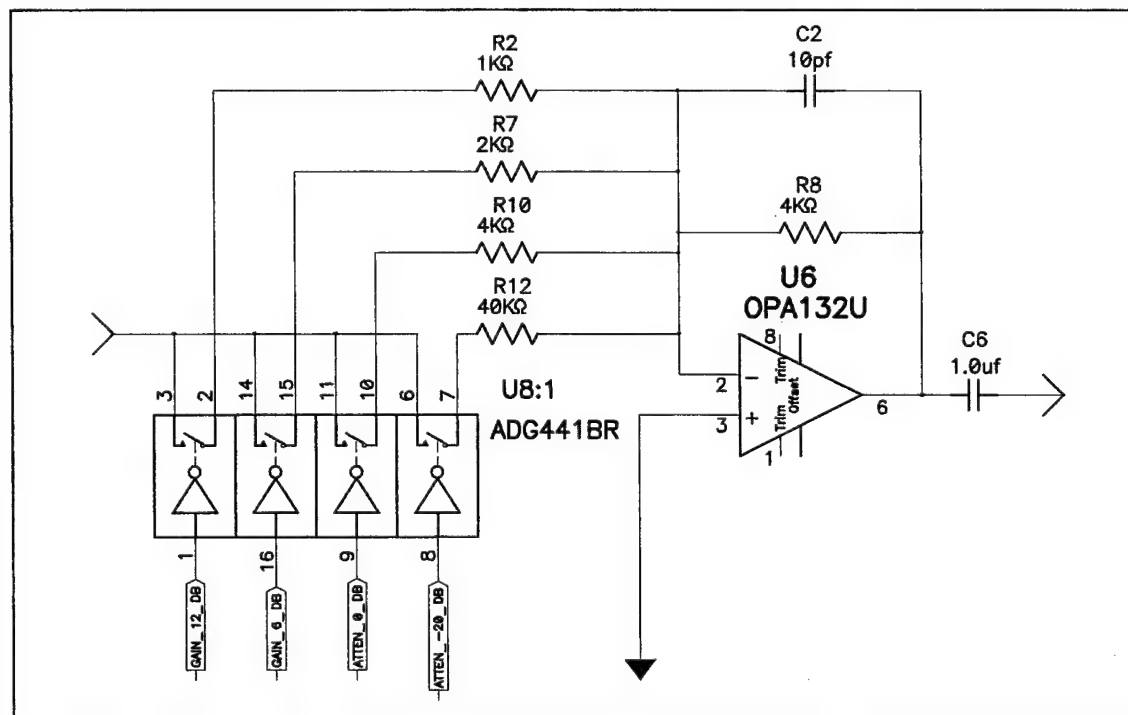 R2
1KΩ
C2
10pf
R7
2KΩ
R8
4KΩ
R10
4KΩ
R12
40KΩ
U6
OPA132U
C6
1.0uf
3
2
14
15
11
10
6
7
U8:1
ADG441BR
8
Trim
Offset
Trim
1
2
−
3
+
6
1
16
9
8
GAIN_12_DB
GAIN_6_DB
ATTEN_0_DB
ATTEN_-20_DB